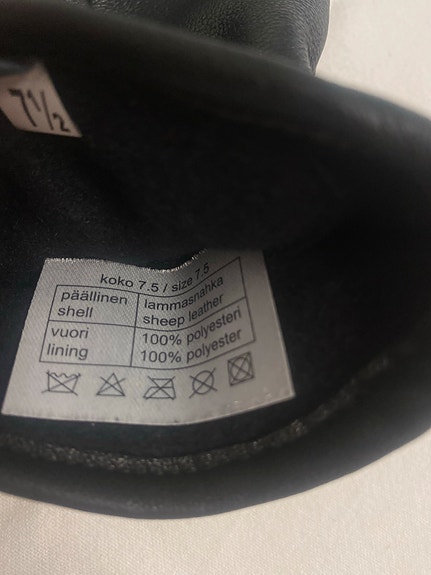 7½
koko 7.5 / size 7.5
päällinen lammasnahka
shell sheep leather
vuori 100% polyesteri
lining 100% polyester